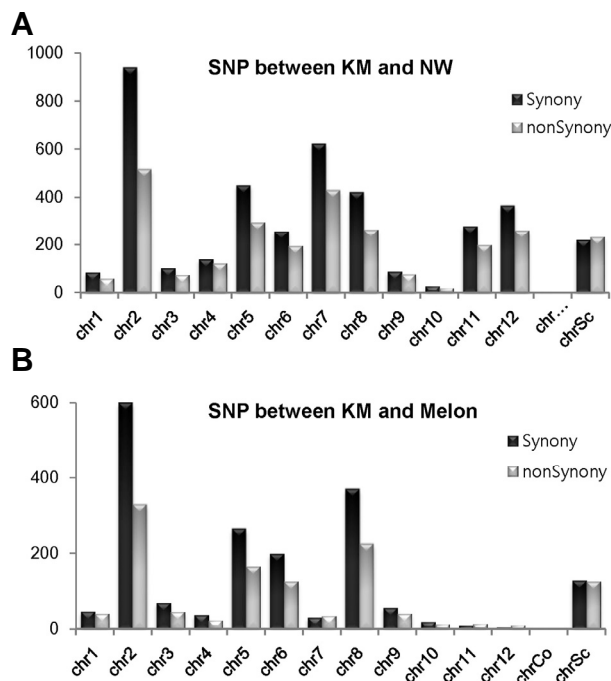 A
SNP between KM and NW
1000
800
600
400
200
0
Synony
nonSynony
chr1
chr2
chr3
chr4
chr5
chr6
chr7
chr8
chr9
chr10
chr11
chr12
chr...
chrSc
B
SNP between KM and Melon
600
400
200
0
Synony
nonSynony
chr1
chr2
chr3
chr4
chr5
chr6
chr7
chr8
chr9
chr10
chr11
chr12
chrCo
chrSc